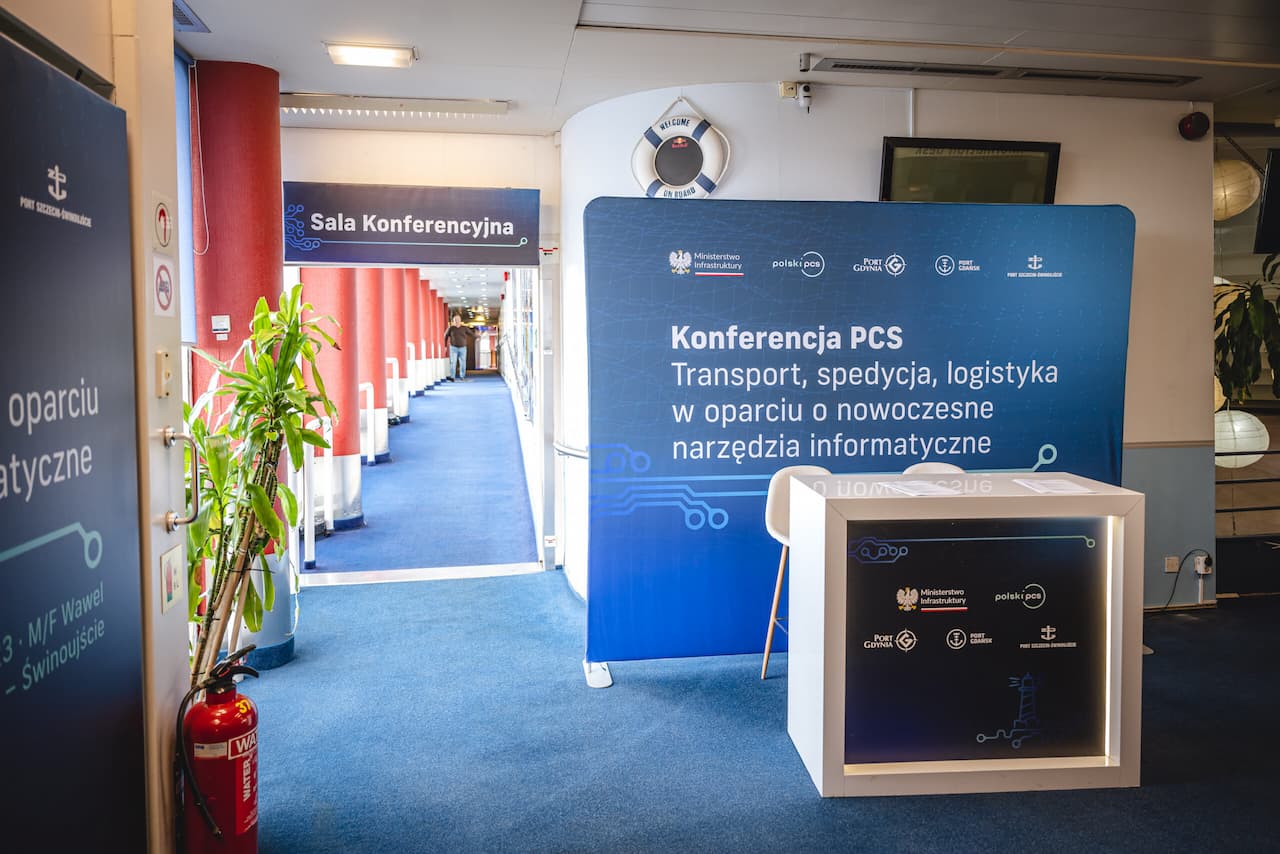 PORT SZCZECIN-ŚWINOUJŚCIE
oparciu
atyczne
.3 · M/F Wawel
– Świnoujście
Sala Konferencyjna
WELCOME
Red Bull
ON BOARD
Ministerstwo
Infrastruktury
polski pcs
PORT
GDYNIA
PORT
GDAŃSK
PORT SZCZECIN-ŚWINOUJŚCIE
Konferencja PCS
Transport, spedycja, logistyka
w oparciu o nowoczesne
narzędzia informatyczne
Ministerstwo
Infrastruktury
polski pcs
PORT
GDYNIA
PORT
GDAŃSK
PORT SZCZECIN-ŚWINOUJŚCIE
WATER